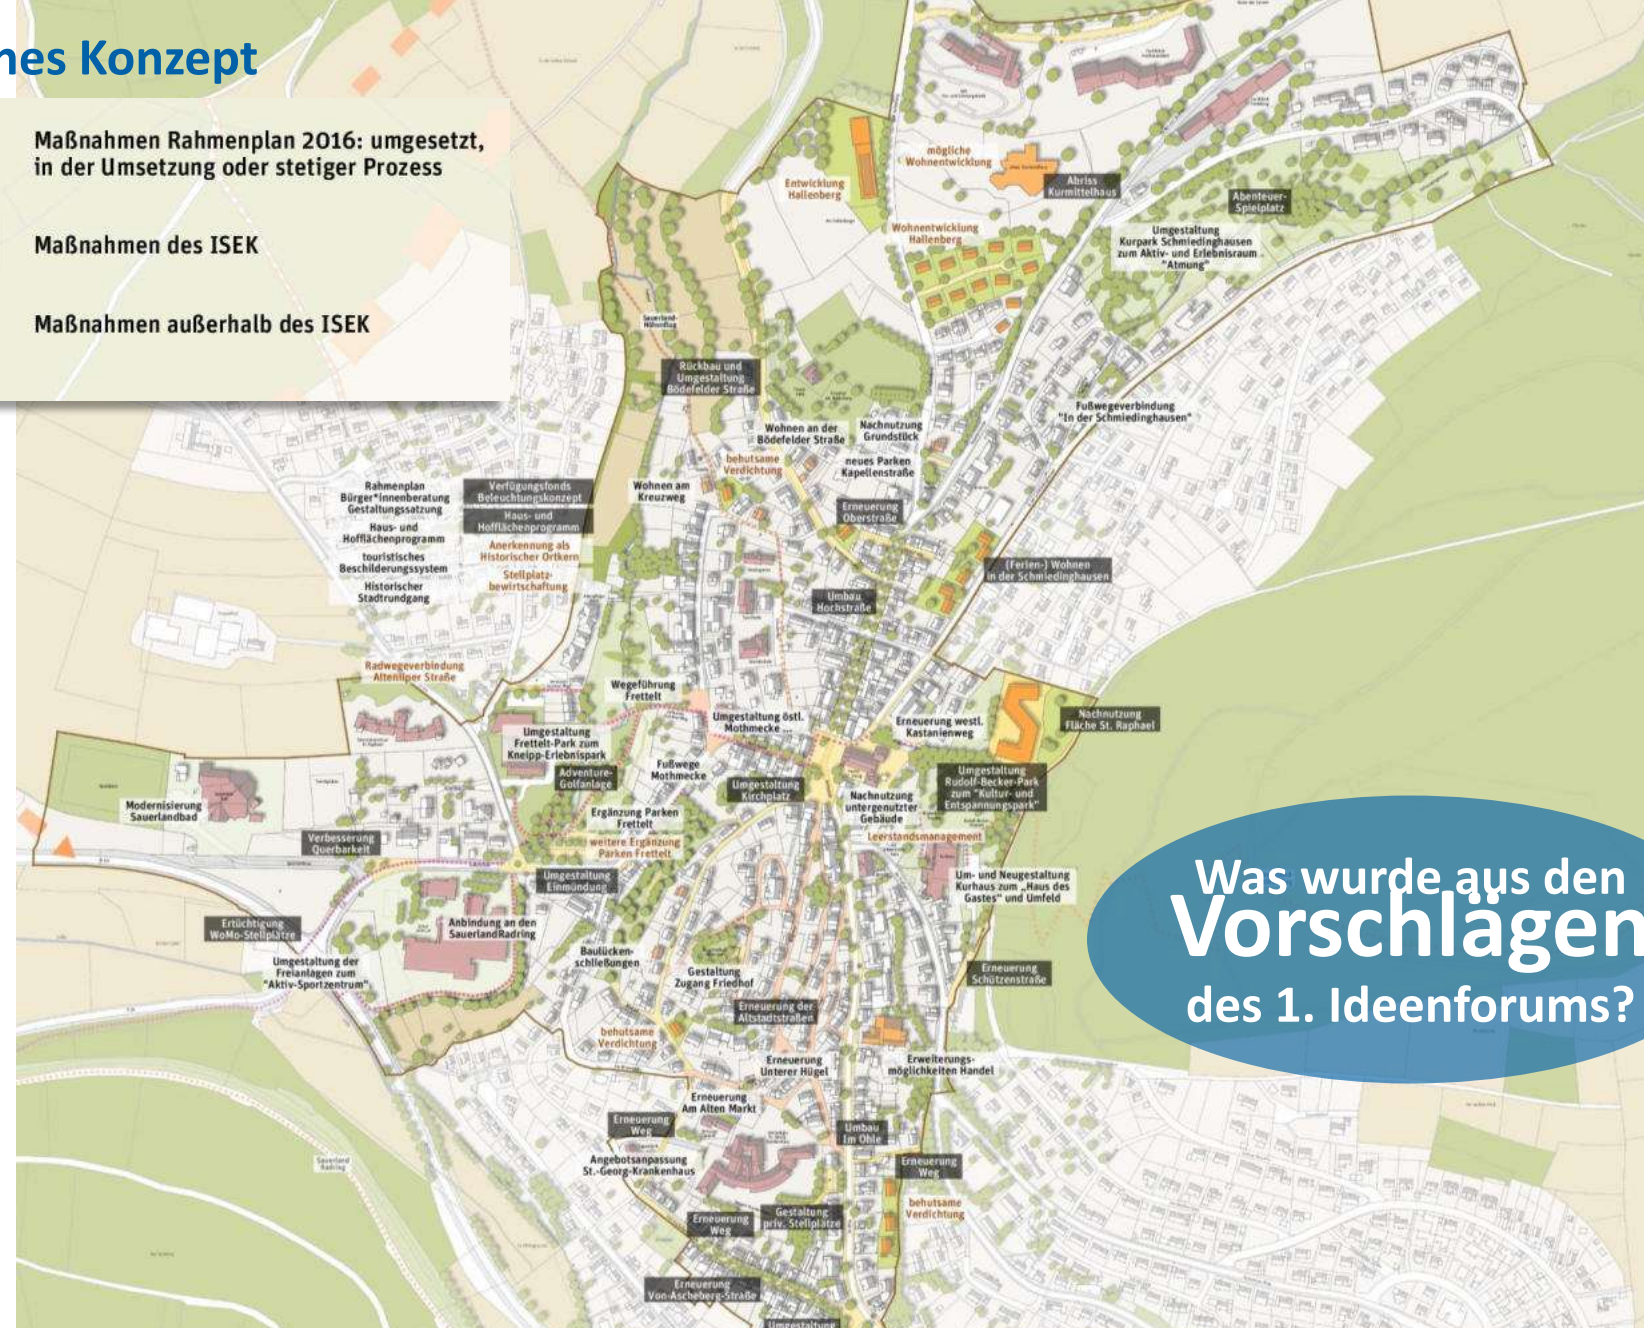 nes Konzept
Maßnahmen Rahmenplan 2016: umgesetzt,
in der Umsetzung oder stetiger Prozess
Maßnahmen des ISEK
Maßnahmen außerhalb des ISEK
mögliche
Wohnentwicklung
Entwicklung
Hallenberg
Abriss
Kurmittelhaus
Abenteuer-
Spielplatz
Wohnentwicklung
Hallenberg
Umgestaltung
Kurpark Schmiedinghausen
zum Aktiv- und Erlebnisraum
"Atmung"
Sauerland-
Höhenflug
Rückbau und
Umgestaltung
Bödefelder Straße
Fußwegeverbindung
"In der Schmiedinghausen"
Wohnen an der
Bödefelder Straße
Nachnutzung
Grundstück
behutsame
Verdichtung
neues Parken
Kapellenstraße
Wohnen am
Kreuzweg
Rahmenplan
Bürger*innenberatung
Gestaltungssatzung
Haus- und
Hofflächenprogramm
touristisches
Beschilderungssystem
Historischer
Stadtrundgang
Verfügungsfonds
Beleuchtungskonzept
Haus- und
Hofflächenprogramm
Anerkennung als
Historischer Ortkern
Stellplatz-
bewirtschaftung
Erneuerung
Oberstraße
(Ferien-) Wohnen
in der Schmiedinghausen
Umbau
Hochstraße
Radwegeverbindung
Altenilper Straße
Wegeführung
Frettelt
Umgestaltung östl.
Mothmecke ...
Erneuerung westl.
Kastanienweg
Nachnutzung
Fläche St. Raphael
Umgestaltung
Frettelt-Park zum
Kneipp-Erlebnispark
Adventure-
Golfanlage
Fußwege
Mothmecke
Umgestaltung
Kirchplatz
Umgestaltung
Rudolf-Becker-Park
zum "Kultur- und
Entspannungspark"
Nachnutzung
untergenutzter
Gebäude
Leerstandsmanagement
Modernisierung
Sauerlandbad
Ergänzung Parken
Frettelt
weitere Ergänzung
Parken Frettelt
Verbesserung
Querbarkeit
Umgestaltung
Einmündung
Um- und Neugestaltung
Kurhaus zum „Haus des
Gastes" und Umfeld
Was wurde aus den
Vorschlägen
des 1. Ideenforums?
Ertüchtigung
WoMo-Stellplätze
Anbindung an den
SauerlandRadring
Umgestaltung der
Freianlagen zum
"Aktiv-Sportzentrum"
Baulücken-
schließungen
Gestaltung
Zugang Friedhof
Erneuerung
Schützenstraße
Erneuerung der
Altstadtstraßen
behutsame
Verdichtung
Erneuerung
Unterer Hügel
Erweiterungs-
möglichkeiten Handel
Erneuerung
Am Alten Markt
Erneuerung
Weg
Umbau
Im Ohle
Angebotsanpassung
St.-Georg-Krankenhaus
Erneuerung
Weg
Sauerland
Radring
behutsame
Verdichtung
Erneuerung
Weg
Gestaltung
priv. Stellplätze
Erneuerung
Von-Ascheberg-Straße
Umgestaltung